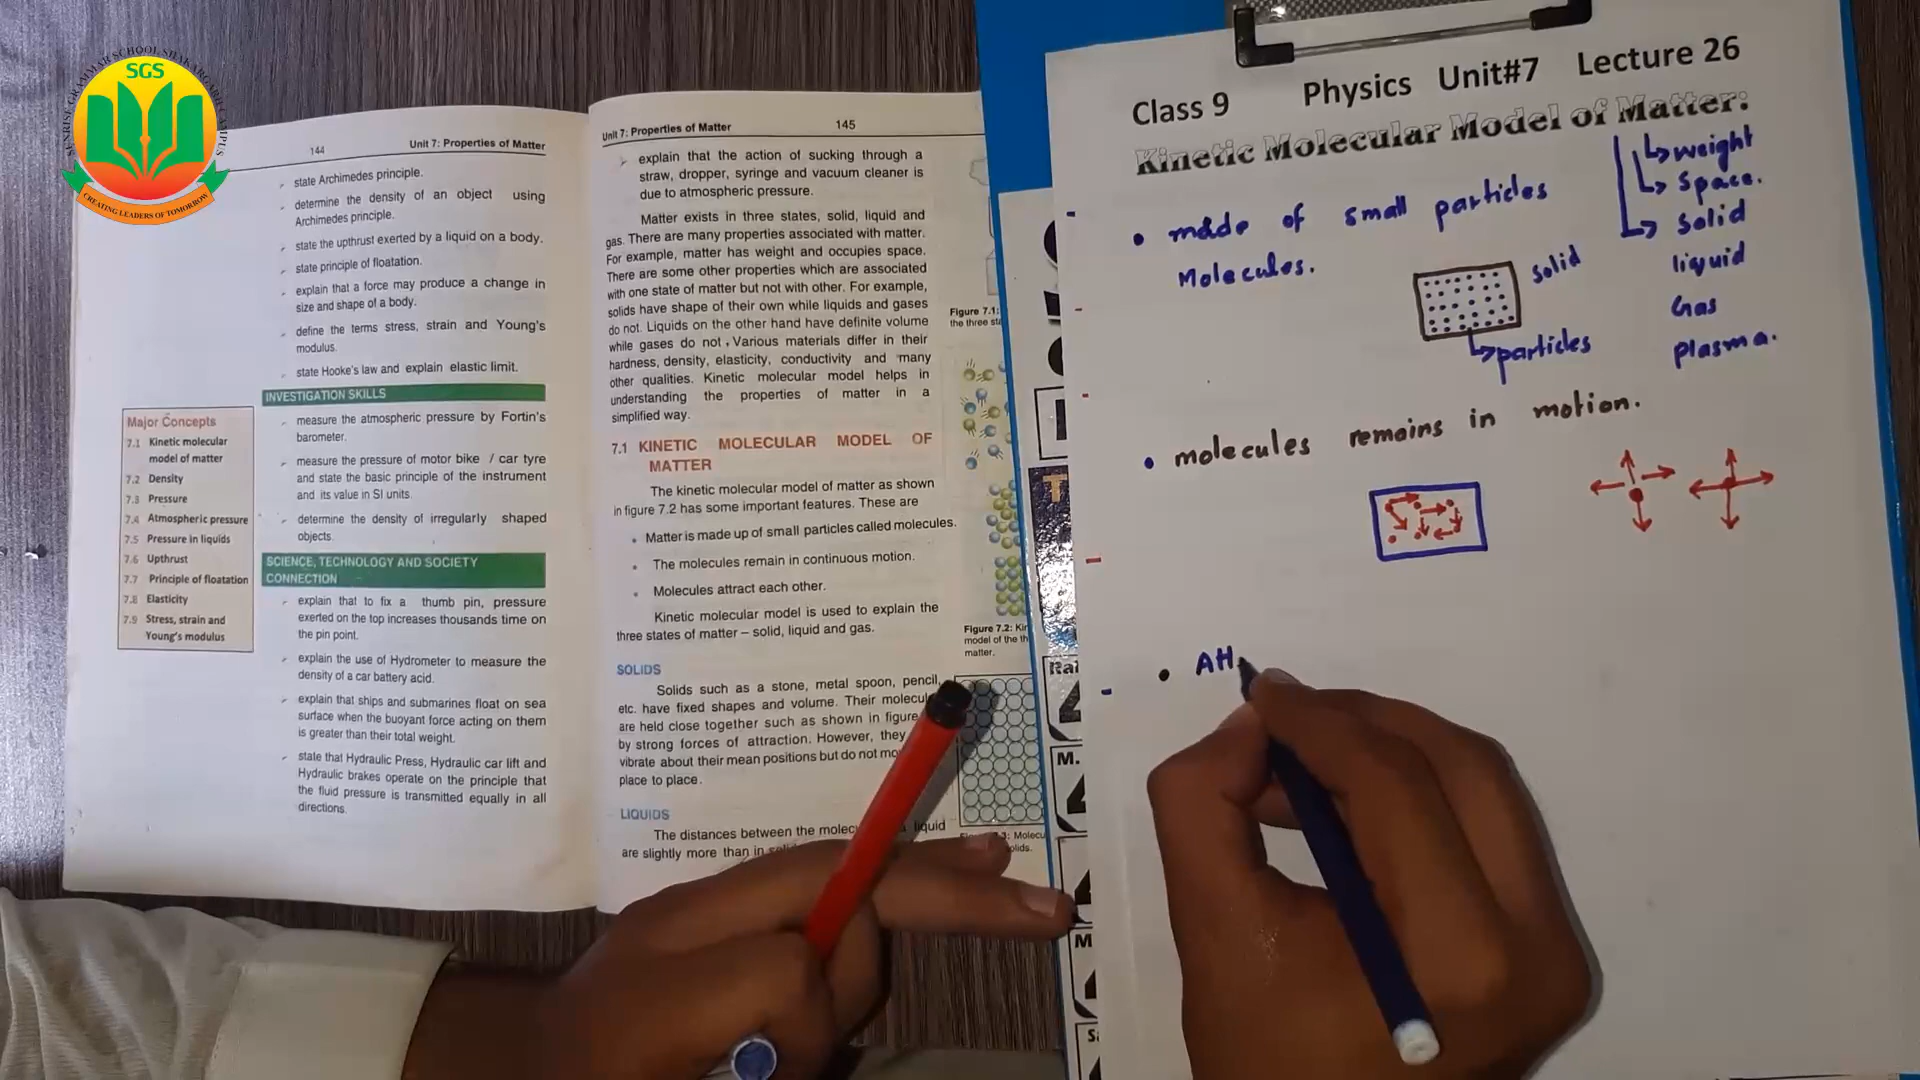 SUNRISE GRAMMAR SCHOOL SHAKARGARH CAMPUS
SGS
CREATING LEADERS OF TOMORROW
144
Unit 7: Properties of Matter
state Archimedes principle.
determine the density of an object using
Archimedes principle.
state the upthrust exerted by a liquid on a body.
state principle of floatation.
explain that a force may produce a change in
size and shape of a body.
define the terms stress, strain and Young's
modulus.
state Hooke's law and explain elastic limit.
INVESTIGATION SKILLS
measure the atmospheric pressure by Fortin's
barometer.
measure the pressure of motor bike / car tyre
and state the basic principle of the instrument
and its value in SI units.
determine the density of irregularly shaped
objects.
SCIENCE, TECHNOLOGY AND SOCIETY
CONNECTION
explain that to fix a thumb pin, pressure
exerted on the top increases thousands time on
the pin point.
explain the use of Hydrometer to measure the
density of a car battery acid.
explain that ships and submarines float on sea
surface when the buoyant force acting on them
is greater than their total weight.
state that Hydraulic Press, Hydraulic car lift and
Hydraulic brakes operate on the principle that
the fluid pressure is transmitted equally in all
directions.
Major Concepts
7.1 Kinetic molecular
model of matter
7.2 Density
7.3 Pressure
7.4 Atmospheric pressure
7.5 Pressure in liquids
7.6 Upthrust
7.7 Principle of floatation
7.8 Elasticity
7.9 Stress, strain and
Young's modulus
Unit 7: Properties of Matter
145
explain that the action of sucking through a
straw, dropper, syringe and vacuum cleaner is
due to atmospheric pressure.
Matter exists in three states, solid, liquid and
gas. There are many properties associated with matter.
For example, matter has weight and occupies space.
There are some other properties which are associated
with one state of matter but not with other. For example,
solids have shape of their own while liquids and gases
do not. Liquids on the other hand have definite volume
while gases do not. Various materials differ in their
hardness, density, elasticity, conductivity and many
other qualities. Kinetic molecular model helps in
understanding the properties of matter in a
simplified way.
7.1 KINETIC MOLECULAR MODEL OF
MATTER
The kinetic molecular model of matter as shown
in figure 7.2 has some important features. These are
• Matter is made up of small particles called molecules.
• The molecules remain in continuous motion.
• Molecules attract each other.
Kinetic molecular model is used to explain the
three states of matter – solid, liquid and gas.
SOLIDS
Solids such as a stone, metal spoon, pencil,
etc. have fixed shapes and volume. Their
are held close together such as shown in figure
by strong forces of attraction. However, they
vibrate about their mean positions but do not
place to place.
LIQUIDS
The distances between the liquid
are slightly more than in
Figure 7.1:
the three
Figure 7.2:
model of the
matter.
Class 9 Physics Unit#7 Lecture 26
Kinetic Molecular Model of Matter:
weight
Space.
Solid
liquid
Gas
plasma.
• made of small particles
Molecules.
solid
particles
• molecules remains in motion.
• Att